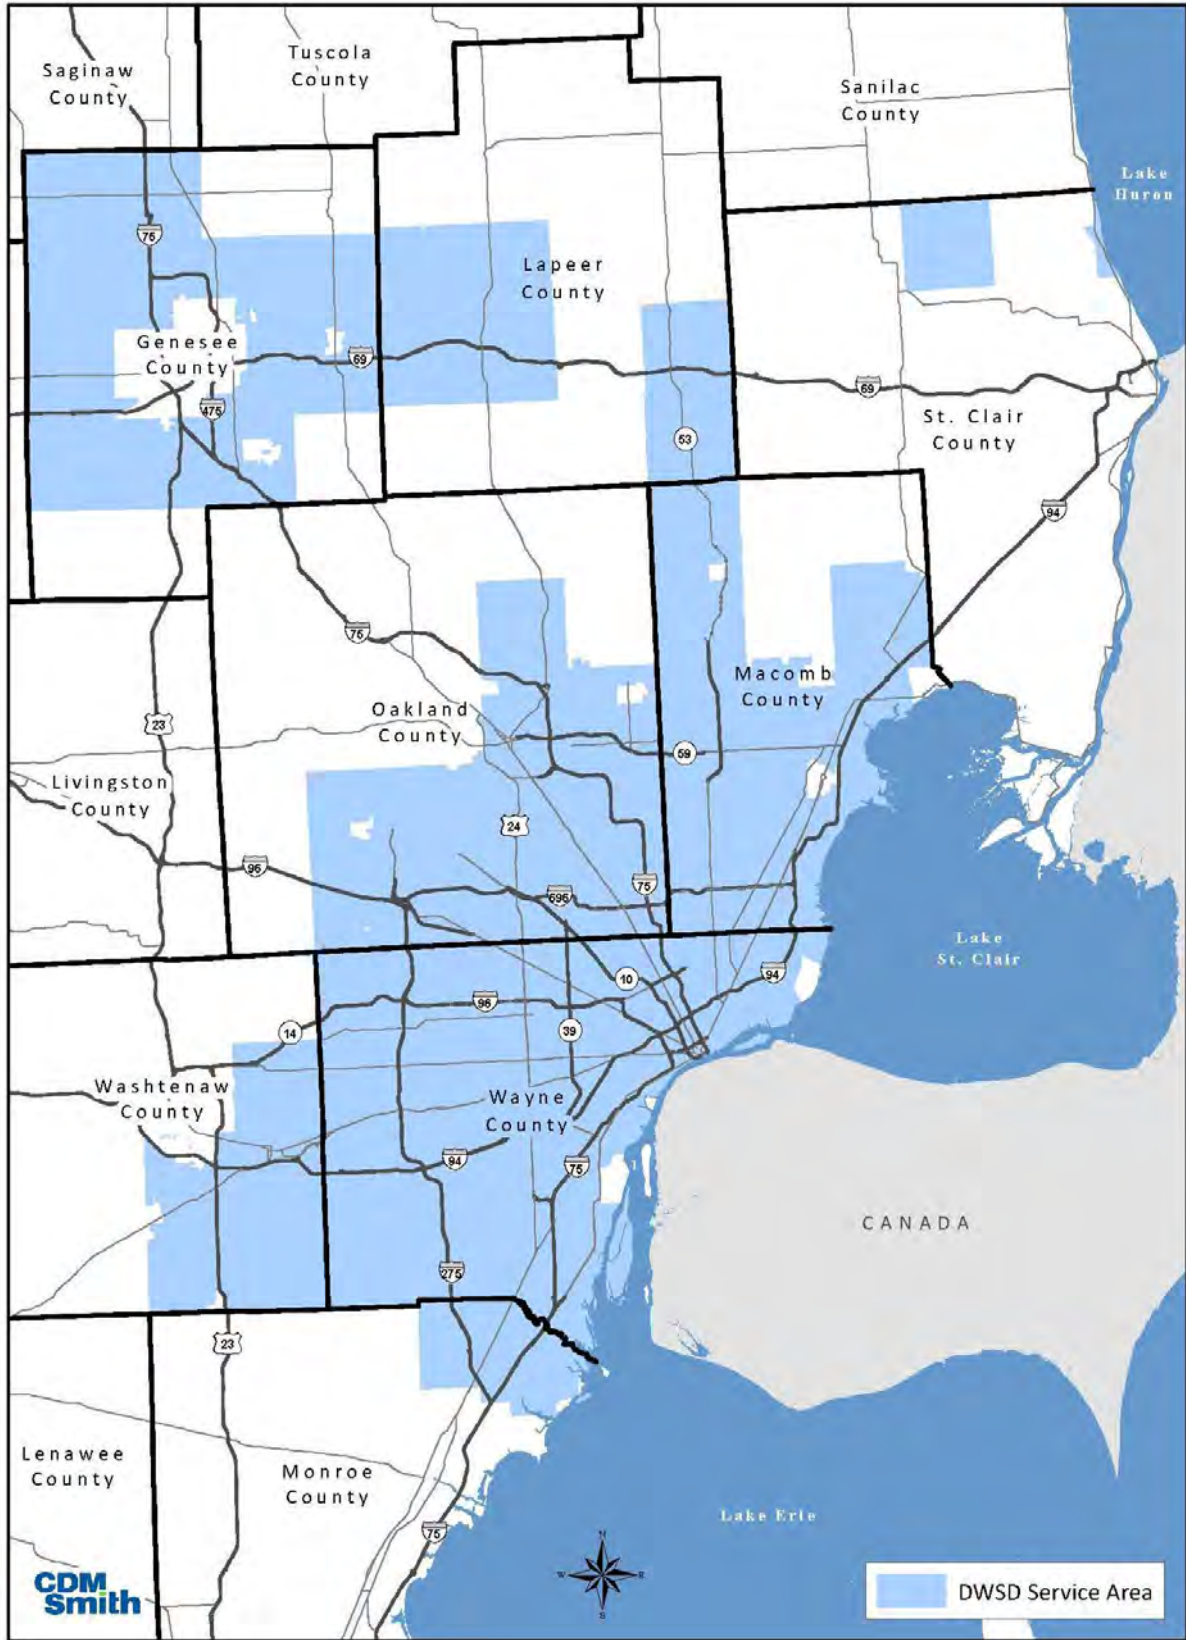 Saginaw
County
Tuscola
County
Sanilac
County
Lake
Huron
75
Lapeer
County
Genesee
County
69
69
475
St. Clair
County
53
94
75
Macomb
County
Oakland
County
23
59
Livingston
County
24
96
696
75
Lake
St. Clair
10
94
96
14
39
Washtenaw
County
Wayne
County
94
75
CANADA
275
23
Lenawee
County
Monroe
County
Lake Erie
75
N
W
E
S
CDM
Smith
DWSD Service Area